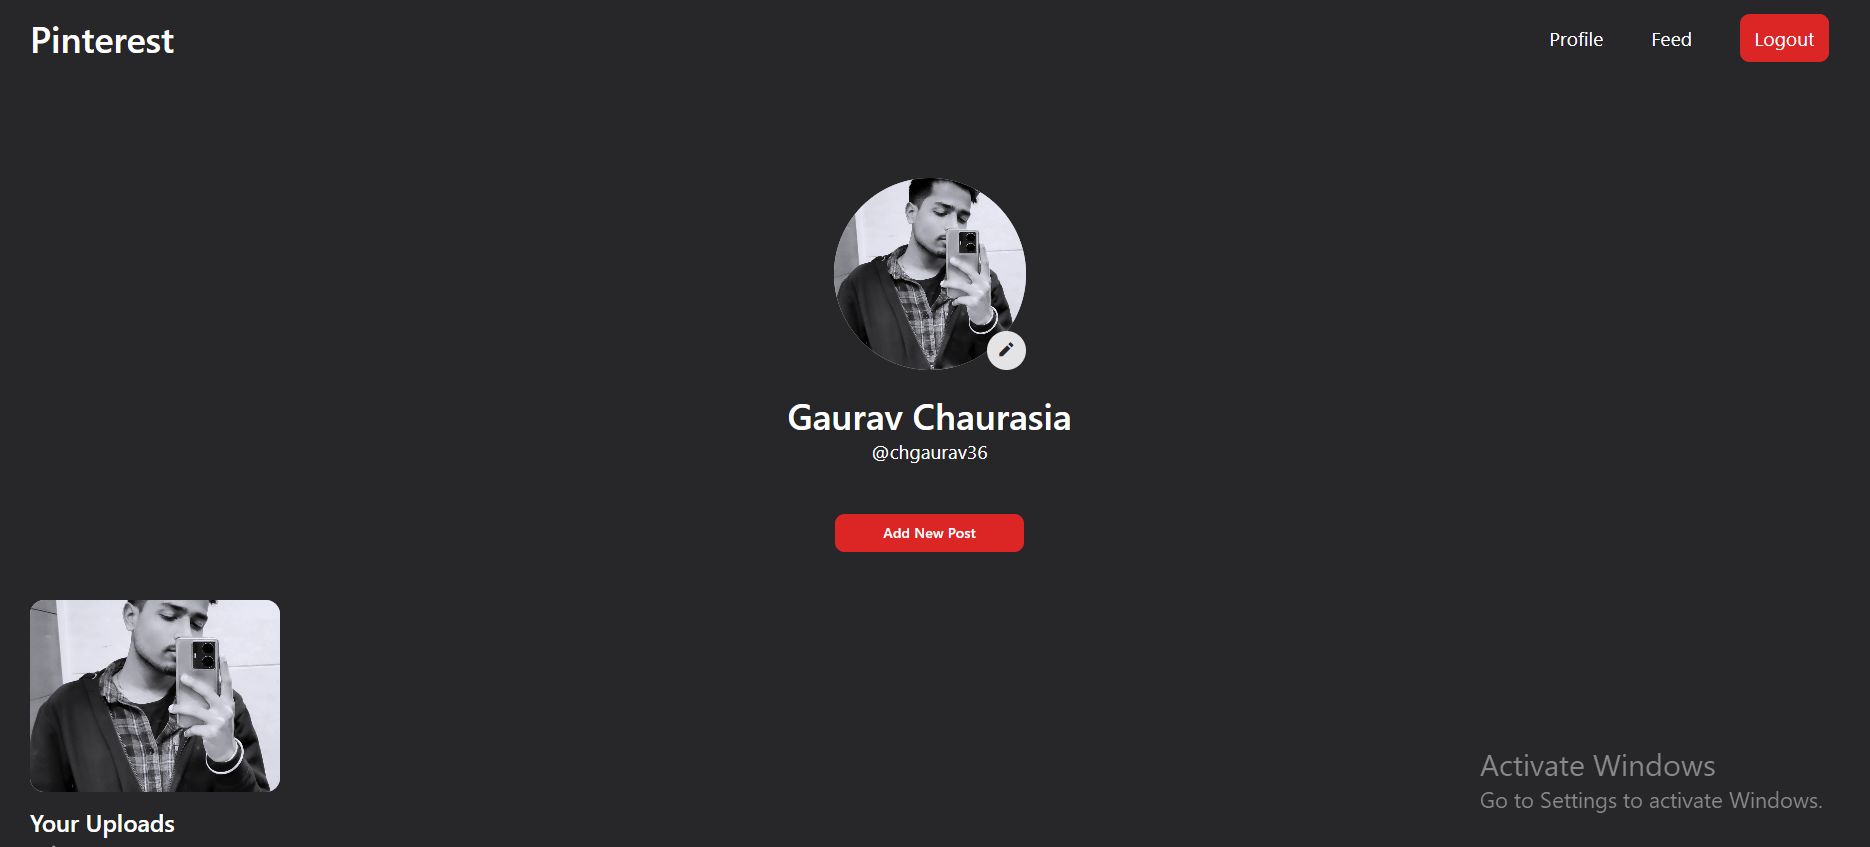 Pinterest
Profile
Feed
Logout
Gaurav Chaurasia
@chgaurav36
Add New Post
Your Uploads
Activate Windows
Go to Settings to activate Windows.